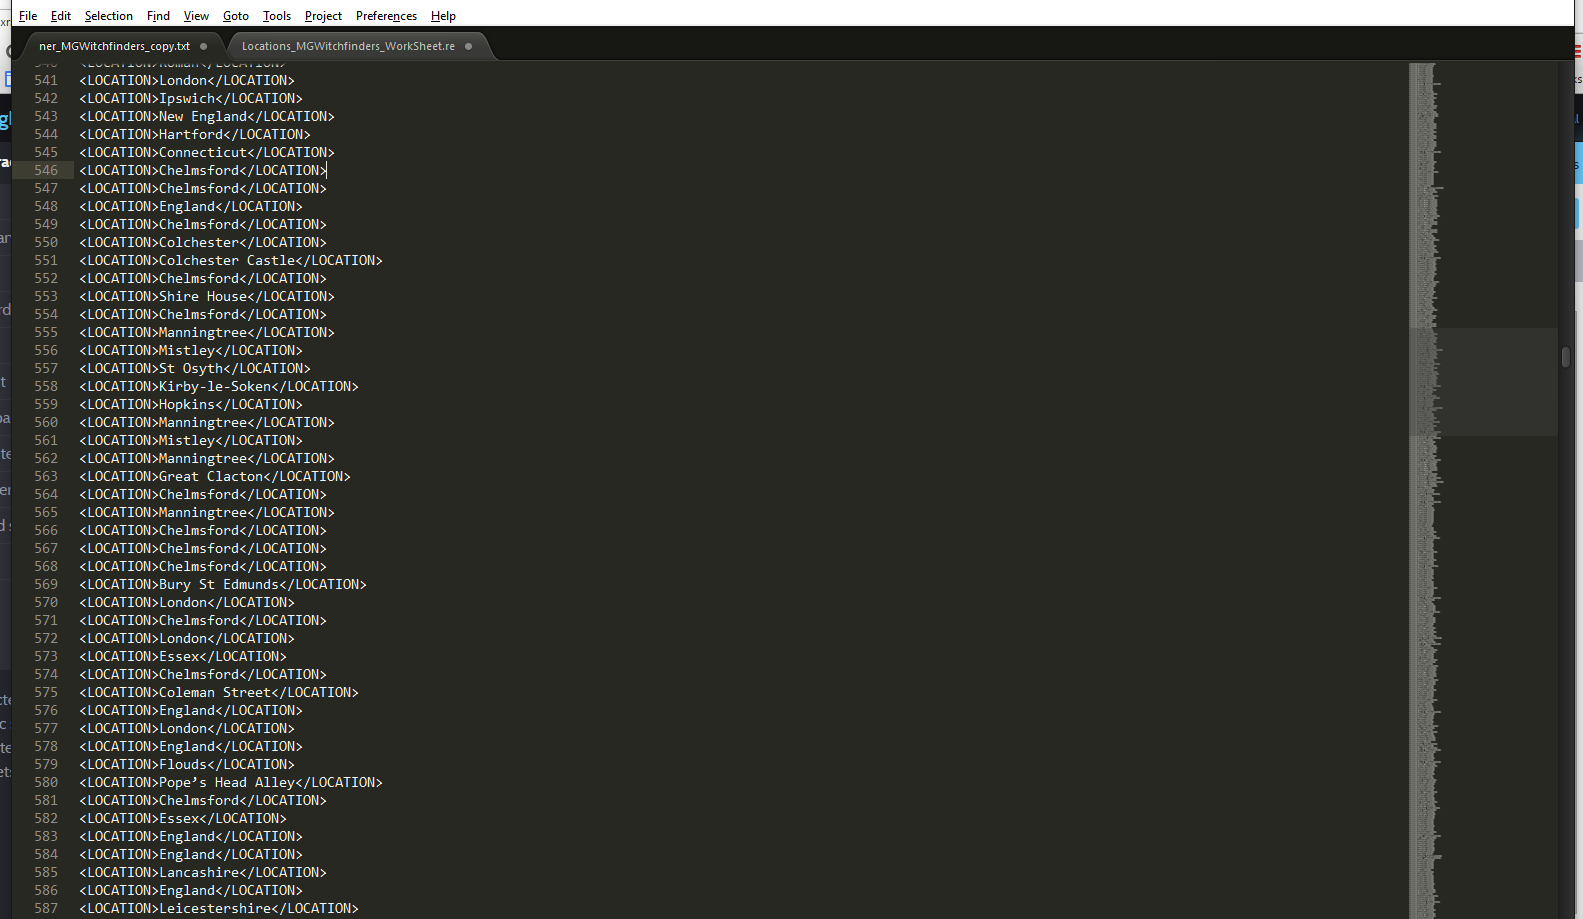 File Edit Selection Find View Goto Tools Project Preferences Help
ner_MGWitchfinders_copy.txt Locations_MGWitchfinders_WorkSheet.re
540 <LOCATION>Roman</LOCATION>
541 <LOCATION>London</LOCATION>
542 <LOCATION>Ipswich</LOCATION>
543 <LOCATION>New England</LOCATION>
544 <LOCATION>Hartford</LOCATION>
545 <LOCATION>Connecticut</LOCATION>
546 <LOCATION>Chelmsford</LOCATION>
547 <LOCATION>Chelmsford</LOCATION>
548 <LOCATION>England</LOCATION>
549 <LOCATION>Chelmsford</LOCATION>
550 <LOCATION>Colchester</LOCATION>
551 <LOCATION>Colchester Castle</LOCATION>
552 <LOCATION>Chelmsford</LOCATION>
553 <LOCATION>Shire House</LOCATION>
554 <LOCATION>Chelmsford</LOCATION>
555 <LOCATION>Manningtree</LOCATION>
556 <LOCATION>Mistley</LOCATION>
557 <LOCATION>St Osyth</LOCATION>
558 <LOCATION>Kirby-le-Soken</LOCATION>
559 <LOCATION>Hopkins</LOCATION>
560 <LOCATION>Manningtree</LOCATION>
561 <LOCATION>Mistley</LOCATION>
562 <LOCATION>Manningtree</LOCATION>
563 <LOCATION>Great Clacton</LOCATION>
564 <LOCATION>Chelmsford</LOCATION>
565 <LOCATION>Manningtree</LOCATION>
566 <LOCATION>Chelmsford</LOCATION>
567 <LOCATION>Chelmsford</LOCATION>
568 <LOCATION>Chelmsford</LOCATION>
569 <LOCATION>Bury St Edmunds</LOCATION>
570 <LOCATION>London</LOCATION>
571 <LOCATION>Chelmsford</LOCATION>
572 <LOCATION>London</LOCATION>
573 <LOCATION>Essex</LOCATION>
574 <LOCATION>Chelmsford</LOCATION>
575 <LOCATION>Coleman Street</LOCATION>
576 <LOCATION>England</LOCATION>
577 <LOCATION>London</LOCATION>
578 <LOCATION>England</LOCATION>
579 <LOCATION>Flouds</LOCATION>
580 <LOCATION>Pope’s Head Alley</LOCATION>
581 <LOCATION>Chelmsford</LOCATION>
582 <LOCATION>Essex</LOCATION>
583 <LOCATION>England</LOCATION>
584 <LOCATION>England</LOCATION>
585 <LOCATION>Lancashire</LOCATION>
586 <LOCATION>England</LOCATION>
587 <LOCATION>Leicestershire</LOCATION>